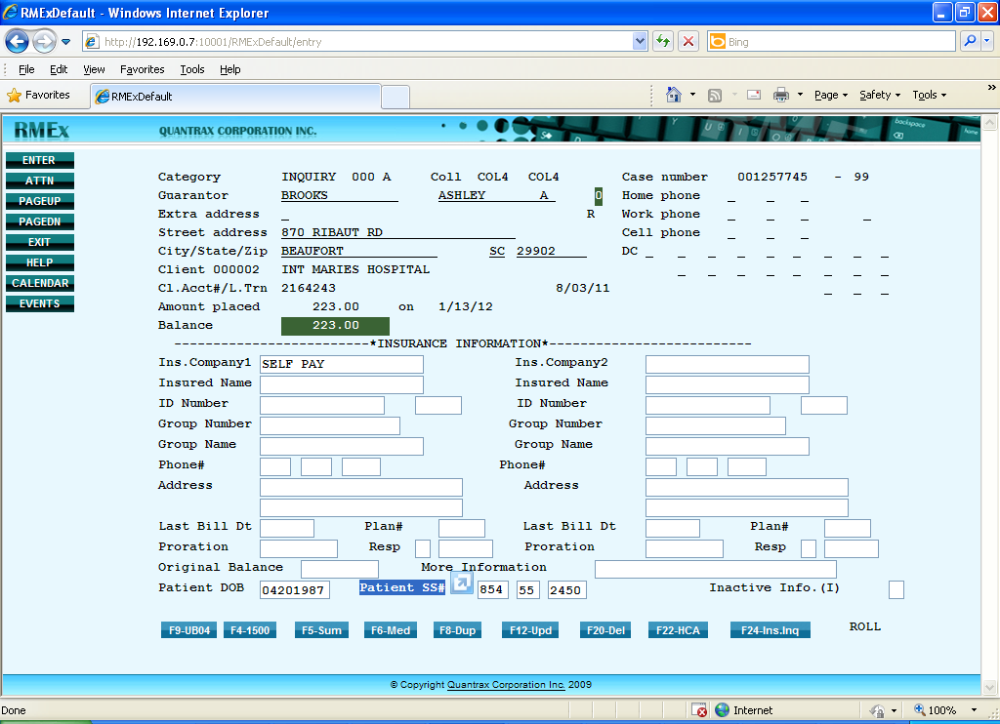 RMExDefault - Windows Internet Explorer
http://192.169.0.7:10001/RMExDefault/entry
Bing
File Edit View Favorites Tools Help
Favorites RMExDefault Page Safety Tools
RMEx QUANTRAX CORPORATION INC. backspace home
ENTER
ATTN
PAGEUP
PAGEDN
EXIT
HELP
CALENDAR
EVENTS
Category INQUIRY 000 A Coll COL4 COL4 Case number 001257745 - 99
Guarantor BROOKS ASHLEY A 0 Home phone
Extra address R Work phone
Street address 870 RIBAUT RD Cell phone
City/State/Zip BEAUFORT SC 29902 DC
Client 000002 INT MARIES HOSPITAL
Cl.Acct#/L.Trn 2164243 8/03/11
Amount placed 223.00 on 1/13/12
Balance 223.00
-------------------------*INSURANCE INFORMATION*--------------------------
Ins.Company1 SELF PAY Ins.Company2
Insured Name Insured Name
ID Number ID Number
Group Number Group Number
Group Name Group Name
Phone# Phone#
Address Address
Last Bill Dt Plan# Last Bill Dt Plan#
Proration Resp Proration Resp
Original Balance More Information
Patient DOB 04201987 Patient SS# 854 55 2450 Inactive Info.(I)
F9-UB04 F4-1500 F5-Sum F6-Med F8-Dup F12-Upd F20-Del F22-HCA F24-Ins.Inq ROLL
© Copyright Quantrax Corporation Inc. 2009
Done Internet 100%